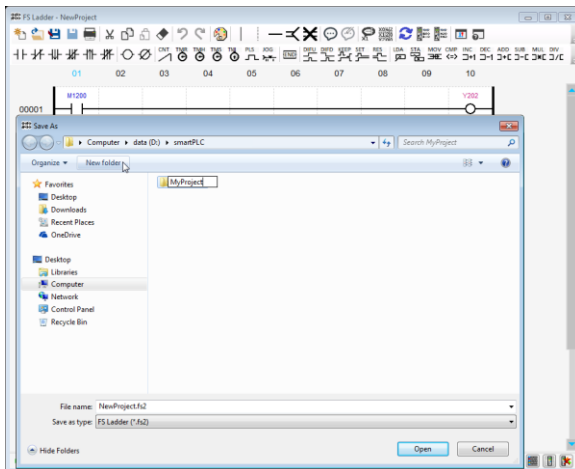 FS Ladder - NewProject
CNT TMR TMH TMS TMI PLS JOG END DIFU DIFD KEEP SET RES LDA STA MOV CMP INC DEC ADD SUB MUL DIV
01 02 03 04 05 06 07 08 09 10
M1200 Y202
00001
Save As
Computer ▸ data (D:) ▸ smartPLC
Search MyProject
Organize New folder
Favorites
MyProject
Desktop
Downloads
Recent Places
OneDrive
Desktop
Libraries
Computer
Network
Control Panel
Recycle Bin
File name: NewProject.fs2
Save as type: FS Ladder (*.fs2)
Hide Folders Open Cancel